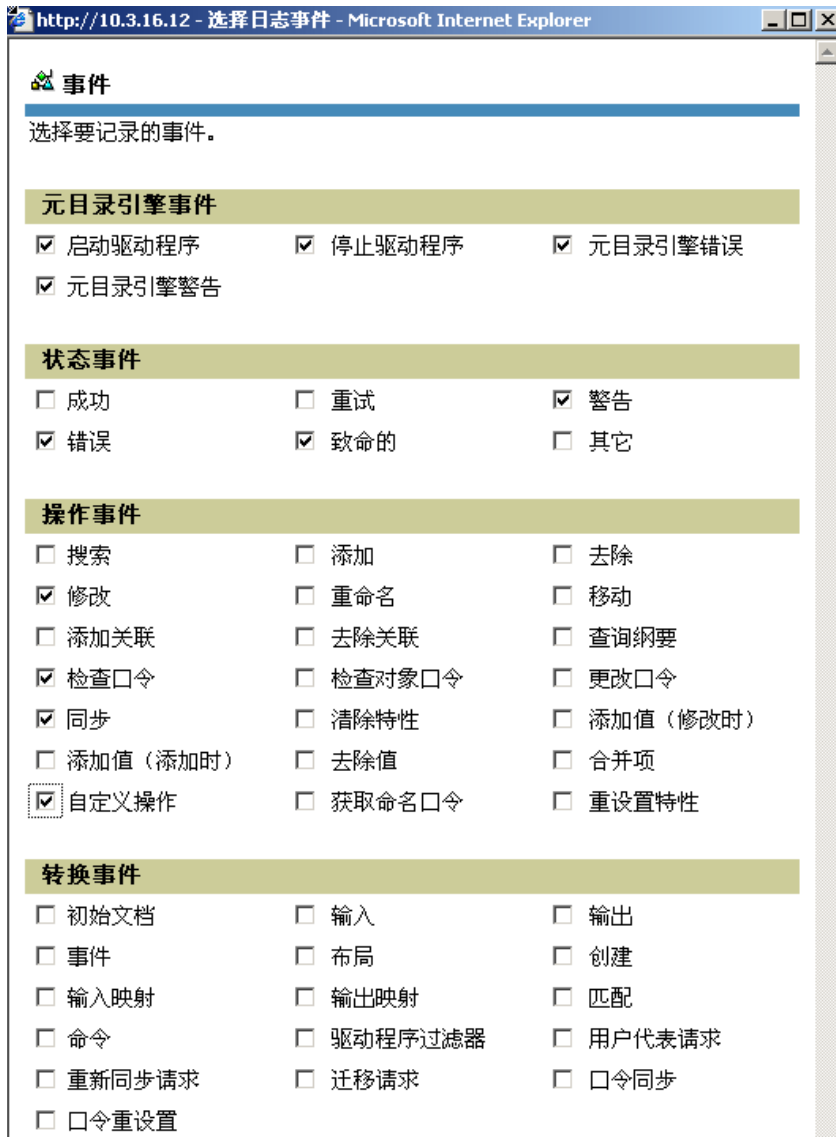 http://10.3.16.12 - 选择日志事件 - Microsoft Internet Explorer
事件
选择要记录的事件。
元目录引擎事件
启动驱动程序 停止驱动程序 元目录引擎错误
元目录引擎警告
状态事件
成功 重试 警告
错误 致命的 其它
操作事件
搜索 添加 去除
修改 重命名 移动
添加关联 去除关联 查询纲要
检查口令 检查对象口令 更改口令
同步 清除特性 添加值（修改时）
添加值（添加时） 去除值 合并项
自定义操作 获取命名口令 重设置特性
转换事件
初始文档 输入 输出
事件 布局 创建
输入映射 输出映射 匹配
命令 驱动程序过滤器 用户代表请求
重新同步请求 迁移请求 口令同步
口令重设置